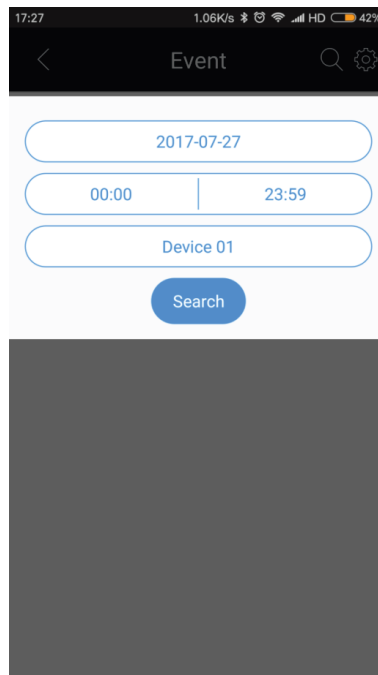 17:27 1.06K/s HD 42%
Event
2017-07-27
00:00 23:59
Device 01
Search